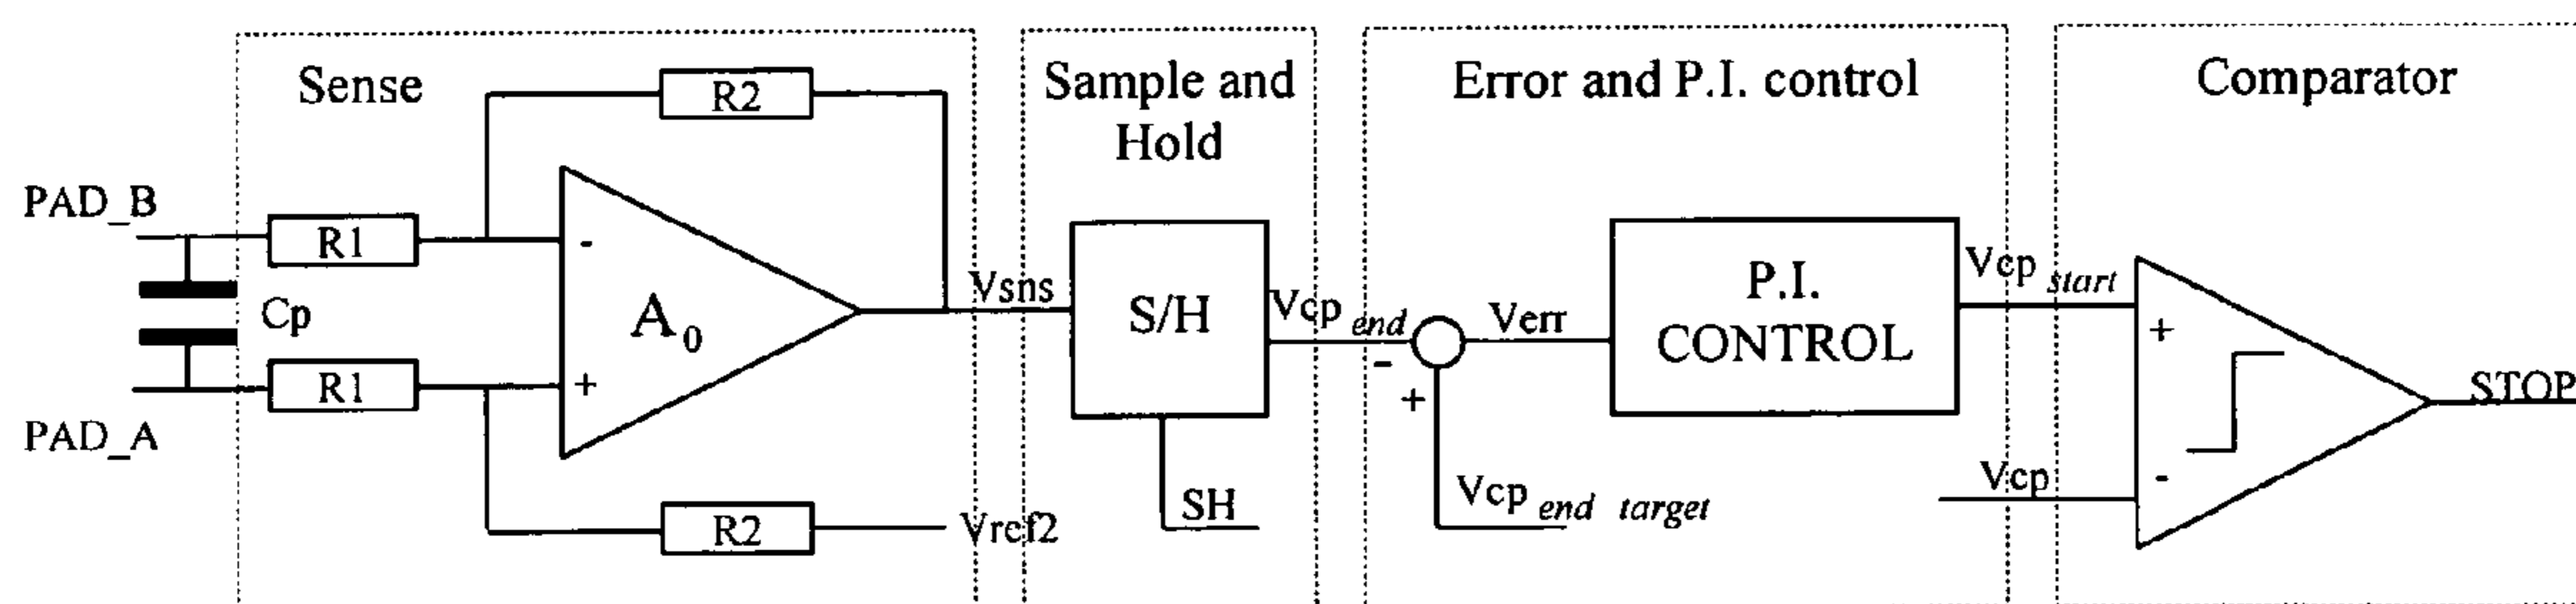 Sense
Sample and
Hold
Error and P.I. control
Comparator
R2
PAD_B
R1
-
Cp
A0
Vsns
S/H
Vcp end
-
+
Verr
P.I.
CONTROL
Vcp start
+
STOP
R1
+
PAD_A
R2
Vref2
SH
Vcp end target
Vcp
-